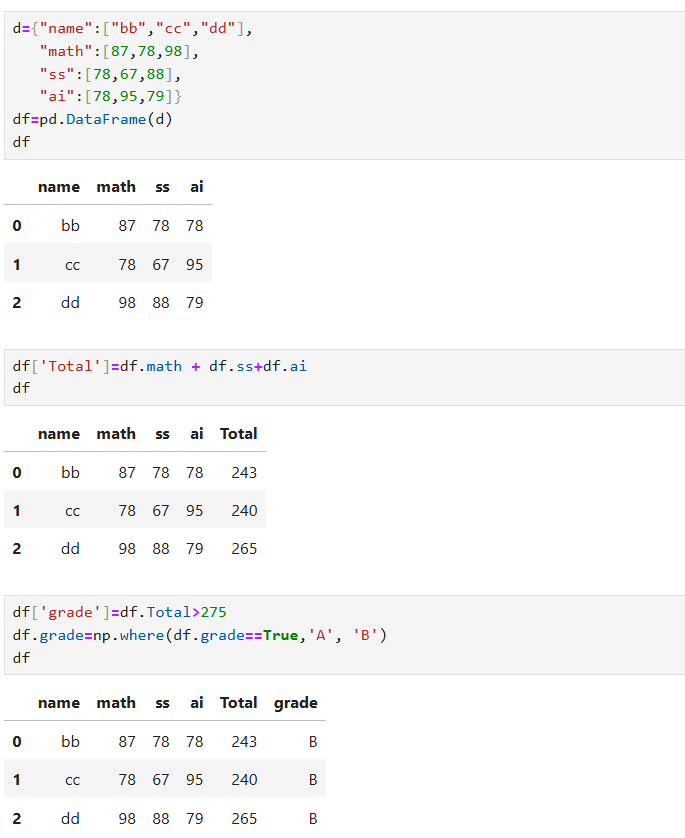 d={"name":["bb","cc","dd"],
"math":[87,78,98],
"ss":[78,67,88],
"ai":[78,95,79]}
df=pd.DataFrame(d)
df
name math ss ai
0 bb 87 78 78
1 cc 78 67 95
2 dd 98 88 79
df['Total']=df.math + df.ss+df.ai
df
name math ss ai Total
0 bb 87 78 78 243
1 cc 78 67 95 240
2 dd 98 88 79 265
df['grade']=df.Total>275
df.grade=np.where(df.grade==True,'A', 'B')
df
name math ss ai Total grade
0 bb 87 78 78 243 B
1 cc 78 67 95 240 B
2 dd 98 88 79 265 B